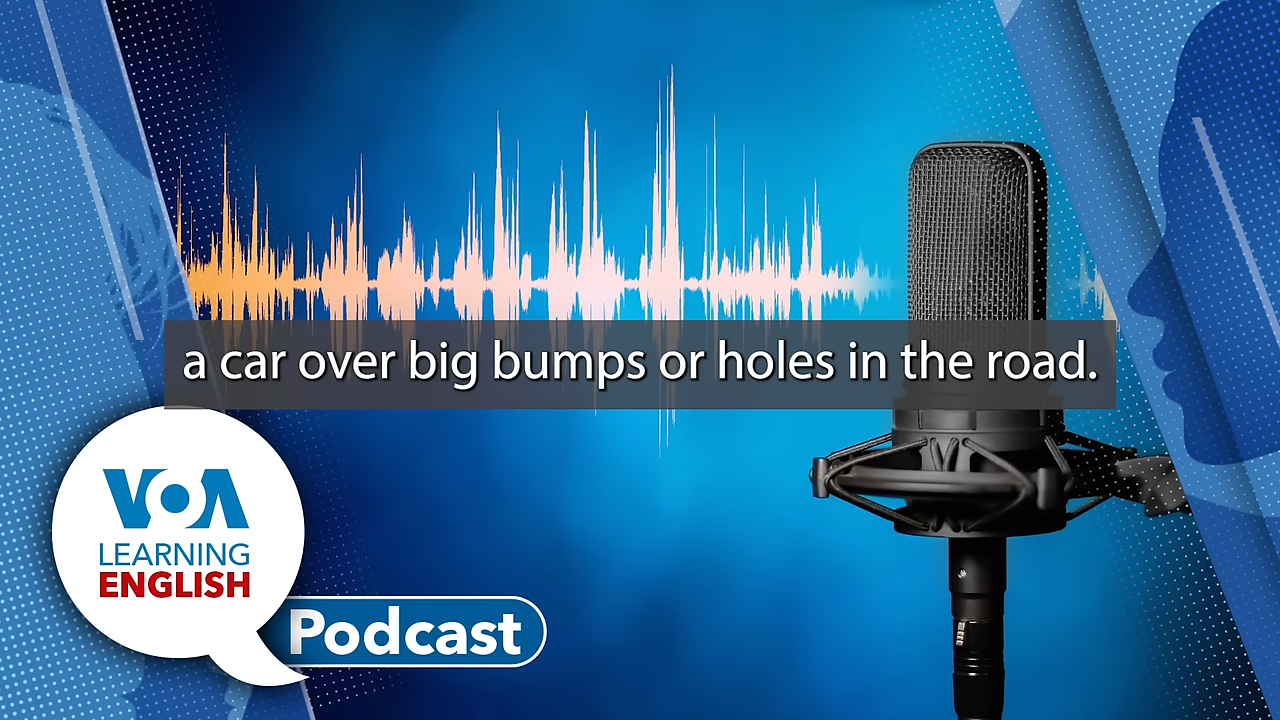 a car over big bumps or holes in the road.
VOA
LEARNING
ENGLISH
Podcast